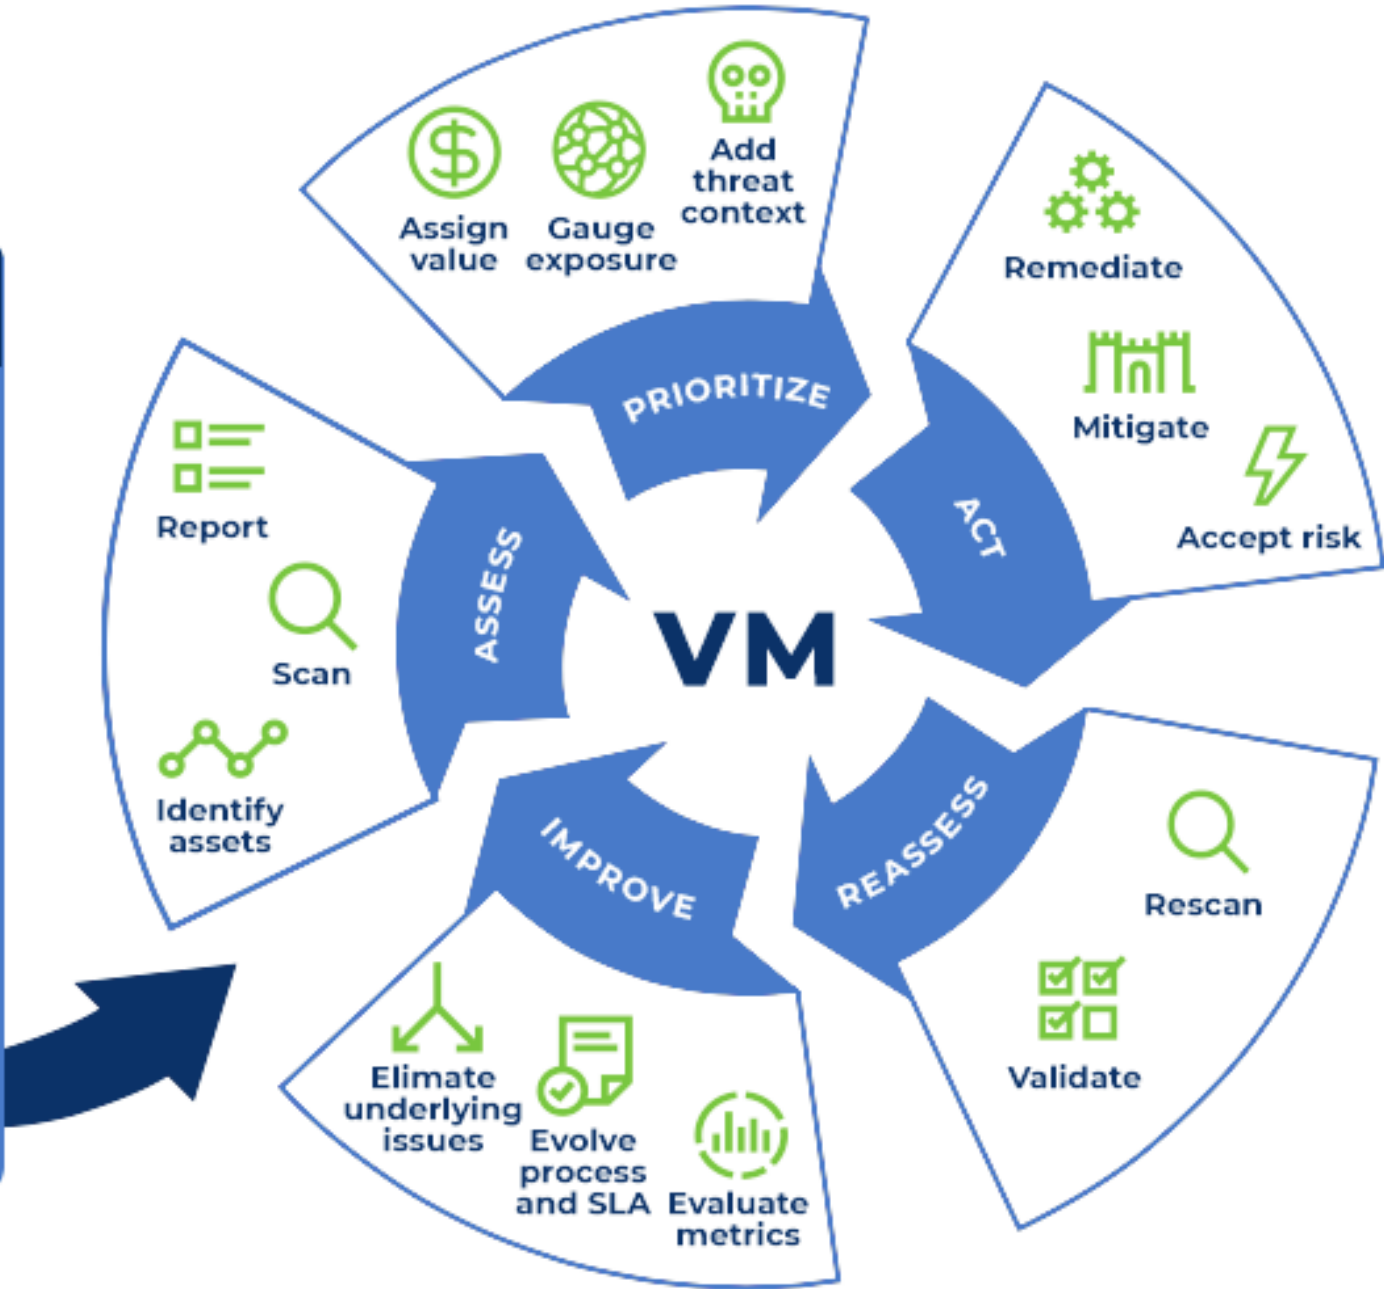 Add
threat
context
Assign
value
Gauge
exposure
PRIORITIZE
Remediate
Mitigate
Accept risk
ACT
Report
Scan
Identify
assets
ASSESS
VM
REASSESS
Rescan
Validate
IMPROVE
Elimate
underlying
issues
Evolve
process
and SLA
Evaluate
metrics